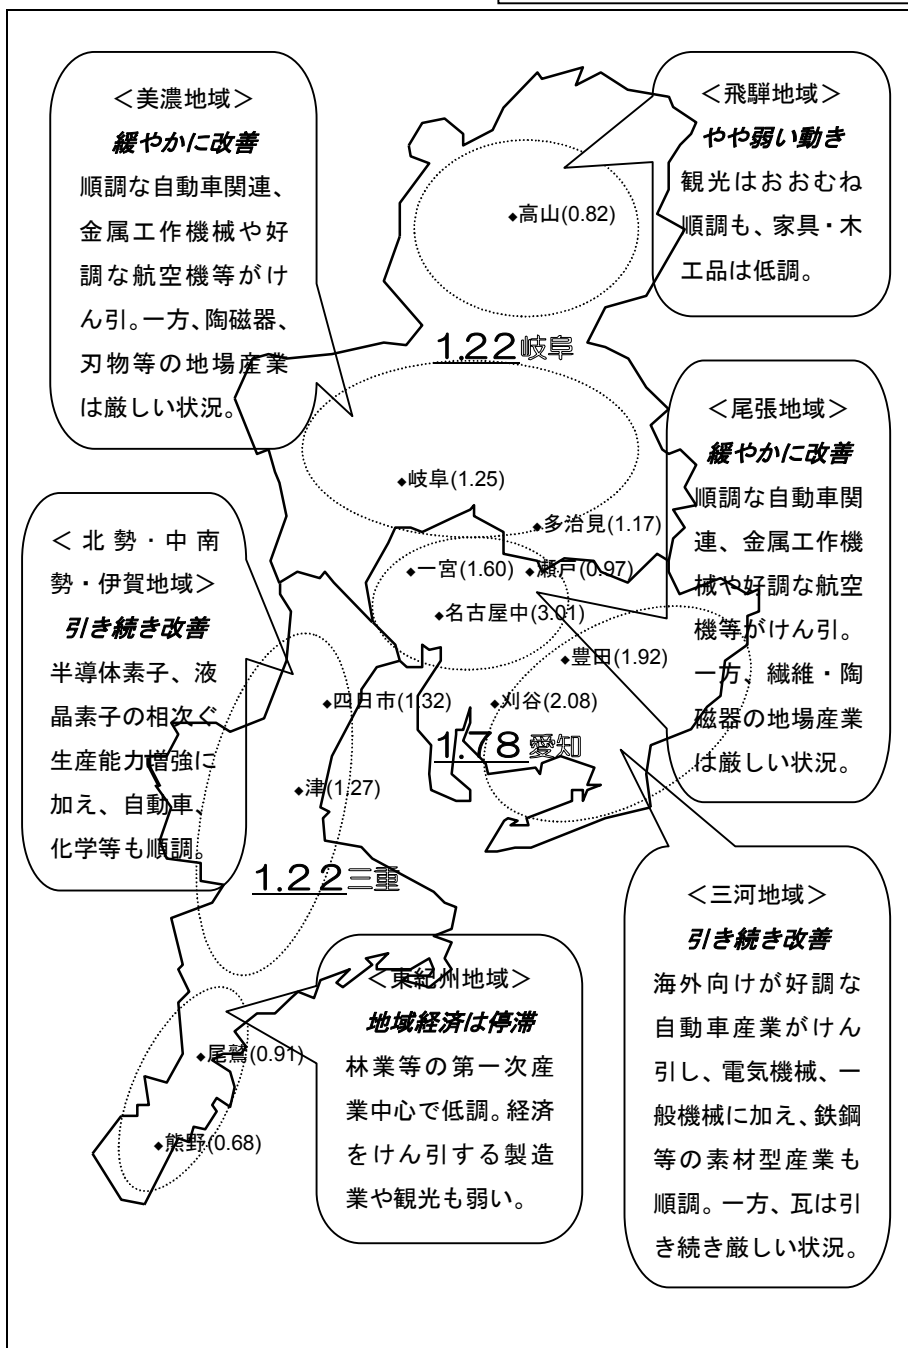 ＜美濃地域＞
緩やかに改善
順調な自動車関連、
金属工作機械や好
調な航空機等がけ
ん引。一方、陶磁器、
刃物等の地場産業
は厳しい状況。
＜飛騨地域＞
やや弱い動き
観光はおおむね
順調も、家具・木
工品は低調。
◆高山(0.82)
1.22岐阜
＜尾張地域＞
緩やかに改善
順調な自動車関
連、金属工作機
械や好調な航空
機等がけん引。
一方、繊維・陶
磁器の地場産業
は厳しい状況。
◆岐阜(1.25)
◆多治見(1.17)
◆一宮(1.60)
◆瀬戸(0.97)
◆名古屋中(3.01)
◆豊田(1.92)
◆四日市(1.32)
◆刈谷(2.08)
1.78愛知
＜北勢・中南
勢・伊賀地域＞
引き続き改善
半導体素子、液
晶素子の相次ぐ
生産能力増強に
加え、自動車、
化学等も順調。
◆津(1.27)
1.22三重
＜三河地域＞
引き続き改善
海外向けが好調な
自動車産業がけん
引し、電気機械、一
般機械に加え、鉄鋼
等の素材型産業も
順調。一方、瓦は引
き続き厳しい状況。
＜東紀州地域＞
地域経済は停滞
林業等の第一次産
業中心で低調。経済
をけん引する製造
業や観光も弱い。
◆尾鷲(0.91)
◆熊野(0.68)